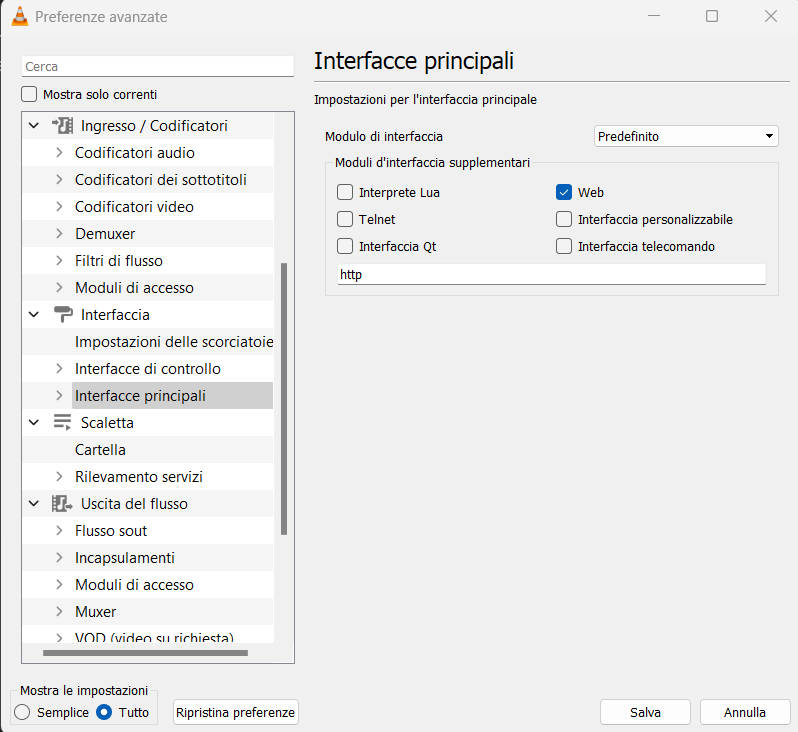 Preferenze avanzate
Cerca
Mostra solo correnti
Ingresso / Codificatori
Codificatori audio
Codificatori dei sottotitoli
Codificatori video
Demuxer
Filtri di flusso
Moduli di accesso
Interfaccia
Impostazioni delle scorciatoie
Interfacce di controllo
Interfacce principali
Scaletta
Cartella
Rilevamento servizi
Uscita del flusso
Flusso sout
Incapsulamenti
Moduli di accesso
Muxer
VOD (video su richiesta)
Mostra le impostazioni
Semplice
Tutto
Ripristina preferenze
Interfacce principali
Impostazioni per l'interfaccia principale
Modulo di interfaccia
Predefinito
Moduli d'interfaccia supplementari
Interprete Lua
Web
Telnet
Interfaccia personalizzabile
Interfaccia Qt
Interfaccia telecomando
http
Salva
Annulla